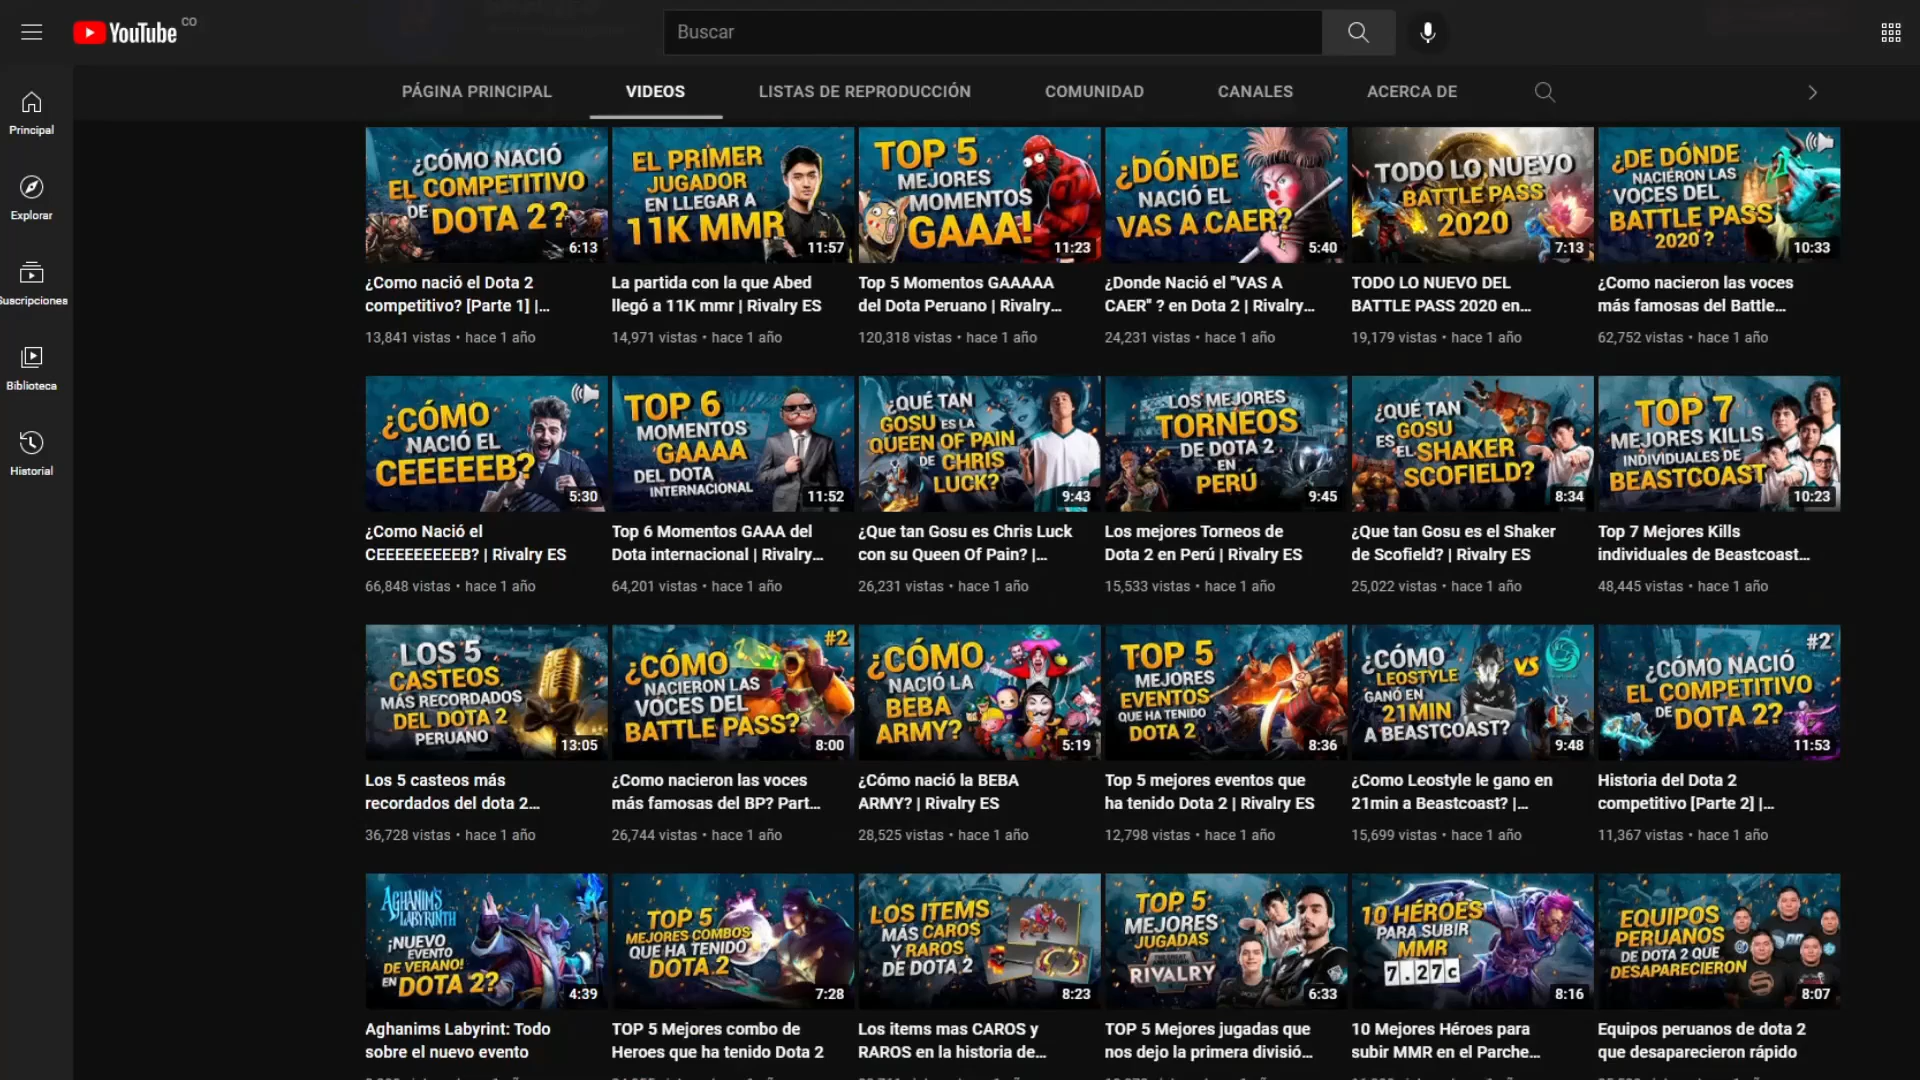 YouTube CO
Buscar
PÁGINA PRINCIPAL
VIDEOS
LISTAS DE REPRODUCCIÓN
COMUNIDAD
CANALES
ACERCA DE
Principal
Explorar
Suscripciones
Biblioteca
Historial
¿CÓMO NACIÓ
EL COMPETITIVO
DE DOTA 2?
6:13
¿Como nació el Dota 2
competitivo? [Parte 1] |...
13,841 vistas • hace 1 año
EL PRIMER
JUGADOR
EN LLEGAR A
11K MMR
11:57
La partida con la que Abed
llegó a 11K mmr | Rivalry ES
14,971 vistas • hace 1 año
TOP 5
MEJORES
MOMENTOS
GAAA!
11:23
Top 5 Momentos GAAAAA
del Dota Peruano | Rivalry...
120,318 vistas • hace 1 año
¿DÓNDE
NACIÓ EL
VAS A CAER?
5:40
¿Donde Nació el "VAS A
CAER" ? en Dota 2 | Rivalry...
24,231 vistas • hace 1 año
TODO LO NUEVO
BATTLE PASS
2020
7:13
TODO LO NUEVO DEL
BATTLE PASS 2020 en...
19,179 vistas • hace 1 año
¿DE DÓNDE
NACIERON LAS
VOCES DEL
BATTLE PASS
2020 ?
10:33
¿Como nacieron las voces
más famosas del Battle...
62,752 vistas • hace 1 año
¿CÓMO
NACIÓ EL
CEEEEEB?
5:30
¿Como Nació el
CEEEEEEEEEB? | Rivalry ES
66,848 vistas • hace 1 año
TOP 6
MOMENTOS
GAAAA
DEL DOTA
INTERNACIONAL
11:52
Top 6 Momentos GAAA del
Dota internacional | Rivalry...
64,201 vistas • hace 1 año
¿QUÉ TAN
GOSU ES LA
QUEEN OF PAIN
DE CHRIS
LUCK?
9:43
¿Que tan Gosu es Chris Luck
con su Queen Of Pain? |...
26,231 vistas • hace 1 año
LOS MEJORES
TORNEOS
DE DOTA 2
EN
PERÚ
9:45
Los mejores Torneos de
Dota 2 en Perú | Rivalry ES
15,533 vistas • hace 1 año
¿QUÉ TAN
ES GOSU
EL SHAKER
SCOFIELD?
8:34
¿Que tan Gosu es el Shaker
de Scofield? | Rivalry ES
25,022 vistas • hace 1 año
TOP 7
MEJORES KILLS
INDIVIDUALES DE
BEASTCOAST
10:23
Top 7 Mejores Kills
individuales de Beastcoast...
48,445 vistas • hace 1 año
LOS 5
CASTEOS
MÁS RECORDADOS
DEL DOTA 2
PERUANO
13:05
Los 5 casteos más
recordados del dota 2...
36,728 vistas • hace 1 año
#2
¿CÓMO
NACIERON LAS
VOCES DEL
BATTLE PASS?
8:00
¿Como nacieron las voces
más famosas del BP? Part...
26,744 vistas • hace 1 año
¿CÓMO
NACIÓ LA
BEBA
ARMY?
5:19
¿Cómo nació la BEBA
ARMY? | Rivalry ES
28,525 vistas • hace 1 año
TOP 5
MEJORES
EVENTOS
QUE HA TENIDO
DOTA 2
8:36
Top 5 mejores eventos que
ha tenido Dota 2 | Rivalry ES
12,798 vistas • hace 1 año
¿CÓMO
LEOSTYLE
GANÓ EN
21MIN
A BEASTCOAST?
VS
9:48
¿Como Leostyle le gano en
21min a Beastcoast? |...
15,699 vistas • hace 1 año
#2
¿CÓMO NACIÓ
EL COMPETITIVO
DE DOTA 2?
11:53
Historia del Dota 2
competitivo [Parte 2] |...
11,367 vistas • hace 1 año
AGHANIM'S
LABYRINTH
¡NUEVO
EVENTO
DE VERANO!
EN DOTA 2?
4:39
Aghanims Labyrint: Todo
sobre el nuevo evento
TOP 5
MEJORES COMBOS
QUE HA TENIDO
DOTA 2
7:28
TOP 5 Mejores combo de
Heroes que ha tenido Dota 2
LOS ITEMS
MÁS CAROS
Y RAROS
DE DOTA 2
8:23
Los items mas CAROS y
RAROS en la historia de...
TOP 5
MEJORES
JUGADAS
RIVALRY
6:33
TOP 5 Mejores jugadas que
nos dejo la primera divisió...
10 HÉROES
PARA SUBIR
MMR
7.27c
8:16
10 Mejores Héroes para
subir MMR en el Parche...
EQUIPOS
PERUANOS
DE DOTA 2 QUE
DESAPARECIERON
8:07
Equipos peruanos de dota 2
que desaparecieron rápido